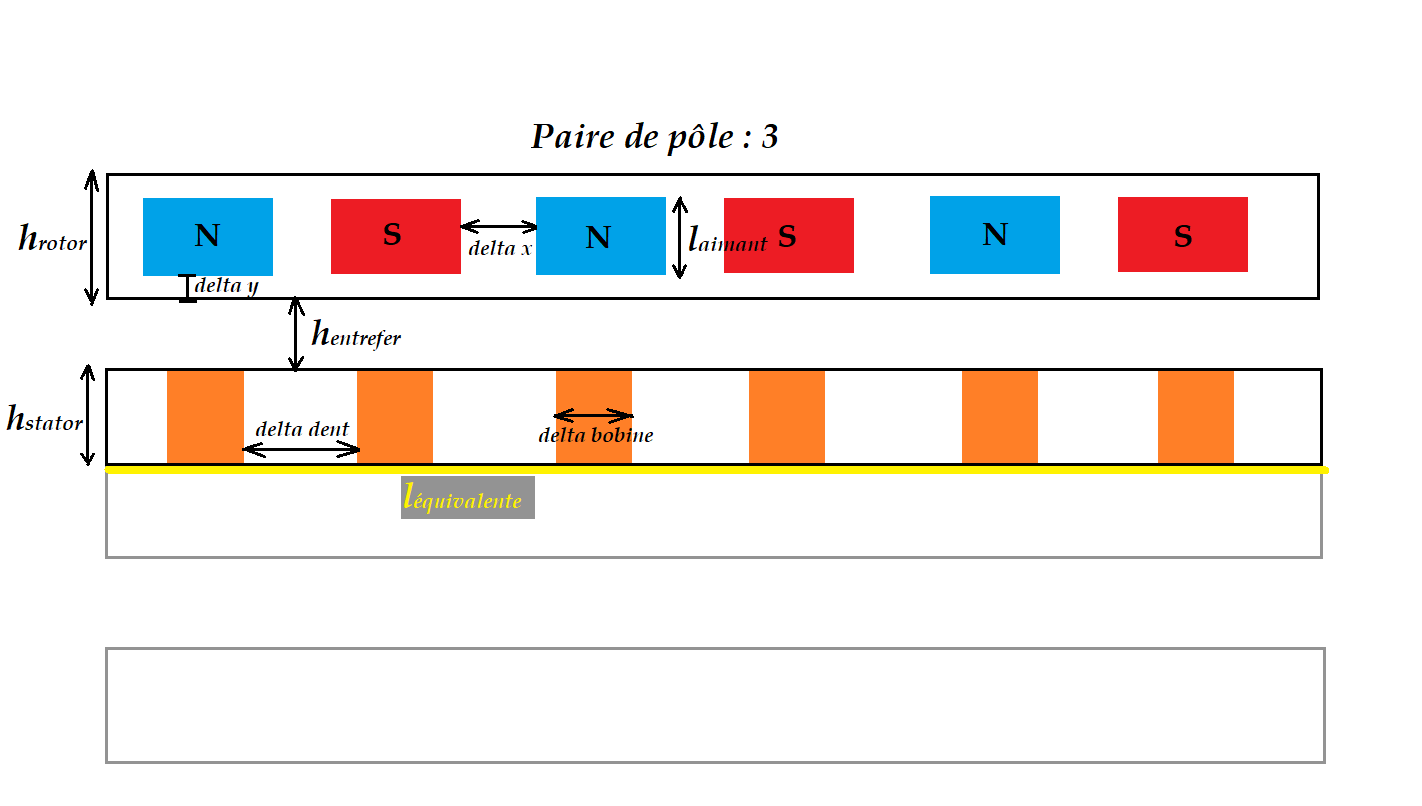 Paire de pôle : 3
hrotor
N
S
delta x
N
laimant
S
N
S
delta y
hentrefer
hstator
delta dent
delta bobine
léquivalente